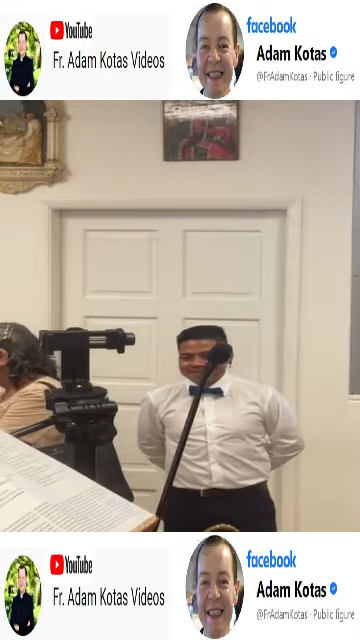 YouTube
Fr. Adam Kotas Videos
facebook
Adam Kotas
@FrAdamKotas · Public figure
YouTube
Fr. Adam Kotas Videos
facebook
Adam Kotas
@FrAdamKotas · Public figure